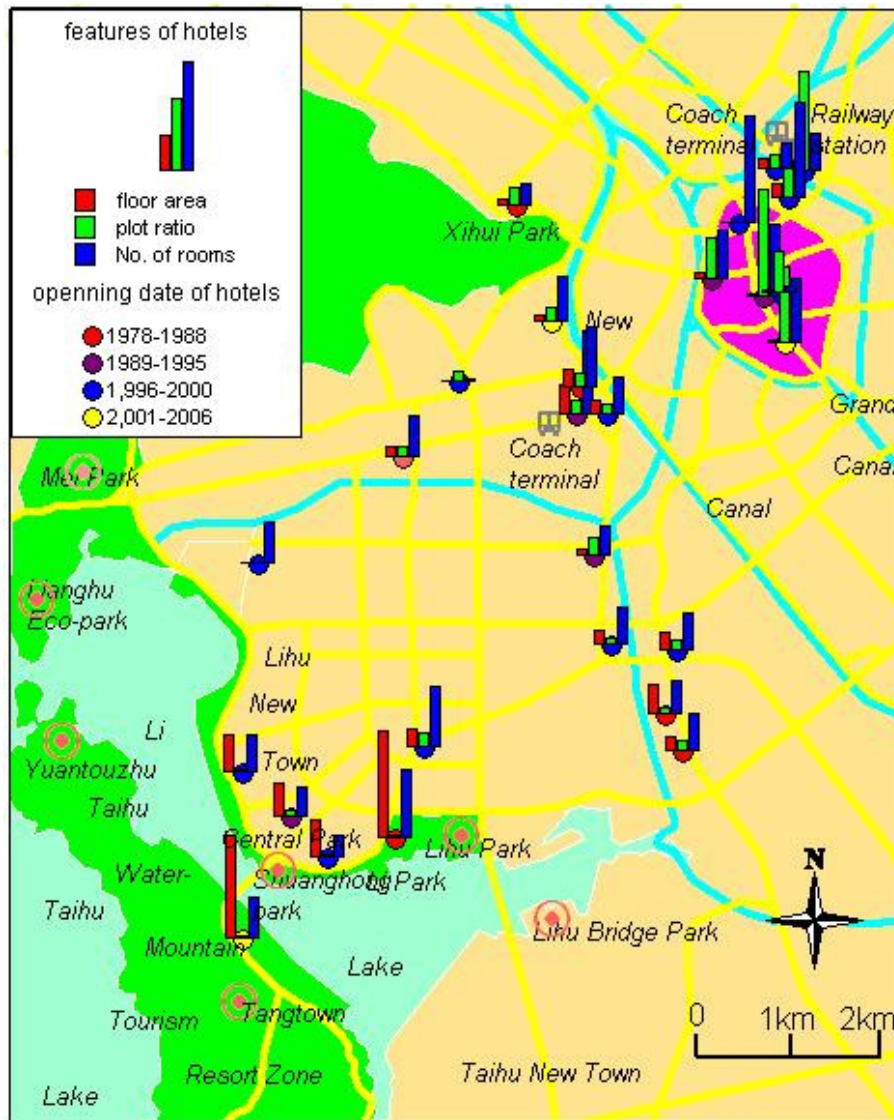 features of hotels
floor area
plot ratio
No. of rooms
openning date of hotels
1978-1988
1989-1995
1,996-2000
2,001-2006
Coach
terminal
Railway
station
Xihui Park
New
Grand
Canal
Coach
terminal
Canal
Mei Park
Eco-park
Lihu
New
Town
Li
Yuantouzhu
Taihu
Central Park
Lihu Park
Park
Water-
park
Taihu
Mountain
Lihu Bridge Park
Lake
Tangtown
Tourism
Resort Zone
Taihu New Town
Lake
N
0 1km 2km